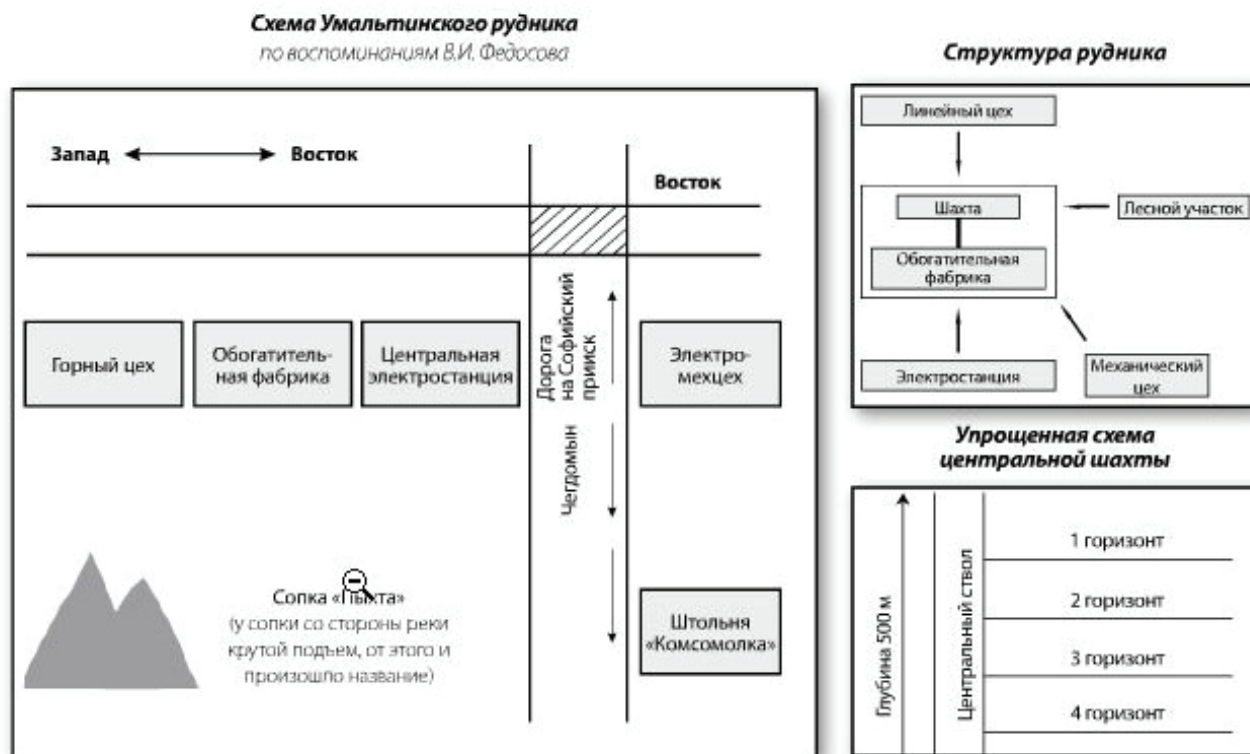 Схема Умальтинского рудника
по воспоминаниям В.И. Федосова
Запад
Восток
Восток
Горный цех
Обогатитель-
ная фабрика
Центральная
электростанция
Дорога
на Софийский
прииск
Чегдомын
Электро-
мехцех
Сопка
(у сопки со стороны реки
крутой подъем, от этого и
произошло название)
Штольня
«Комсомолка»
Структура рудника
Линейный цех
Шахта
Лесной участок
Обогатительная
фабрика
Электростанция
Механический
цех
Упрощенная схема
центральной шахты
Глубина 500 м
Центральный ствол
1 горизонт
2 горизонт
3 горизонт
4 горизонт